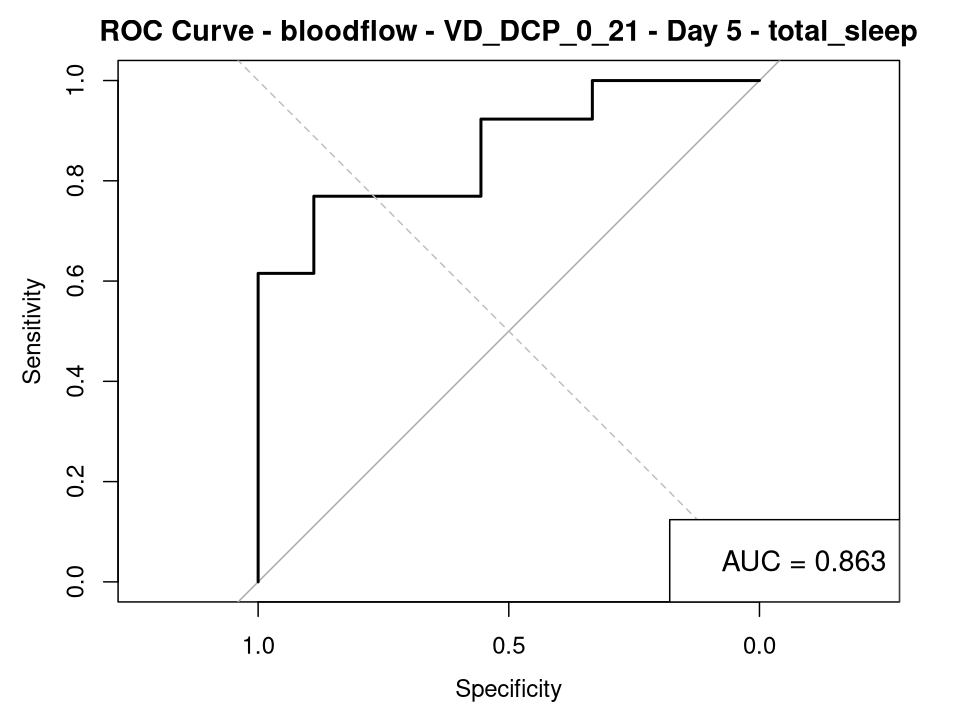 ROC Curve - bloodflow - VD_DCP_0_21 - Day 5 - total_sleep
Sensitivity
1.0
0.8
0.6
0.4
0.2
0.0
AUC = 0.863
1.0 0.5 0.0
Specificity